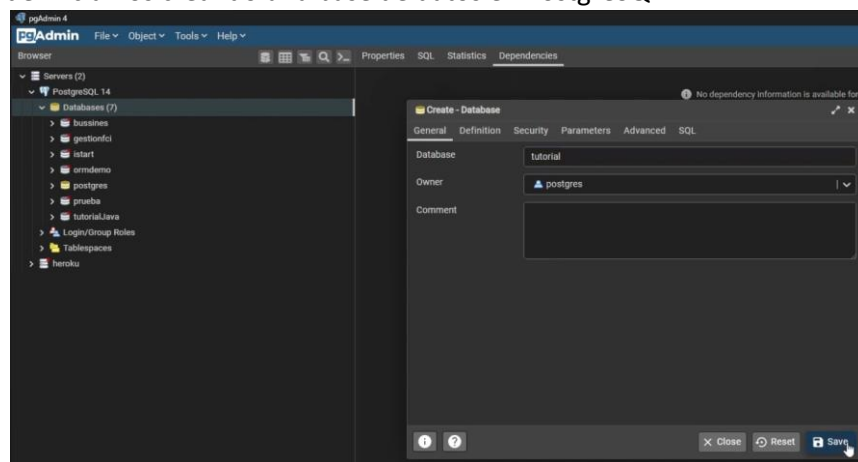 pgAdmin 4
PgAdmin File Object Tools Help
Browser Properties SQL Statistics Dependencies
Servers (2)
PostgreSQL 14
No dependency information is available for
Databases (7)
Create - Database
bussines
General Definition Security Parameters Advanced SQL
gestionfci
istart
Database tutorial
ormdemo
postgres
Owner postgres
prueba
tutorialJava
Comment
Login/Group Roles
Tablespaces
heroku
Close Reset Save